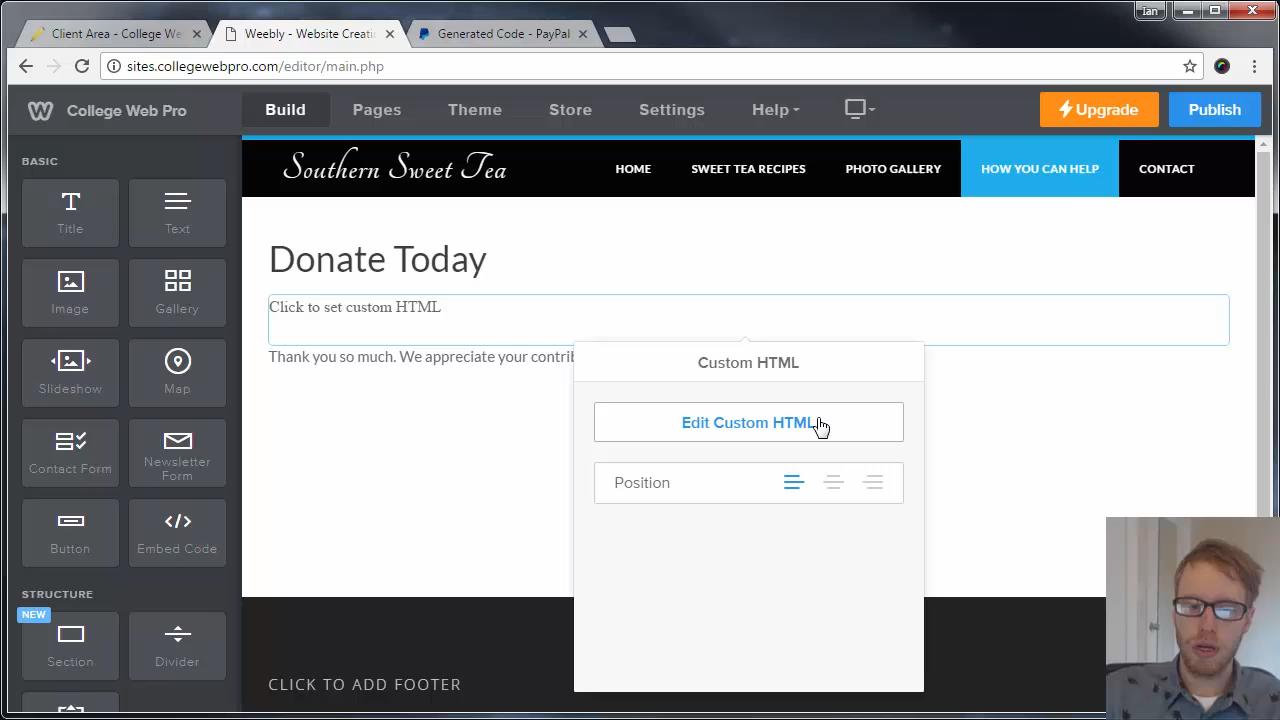 Ian
Client Area - College We
Weebly - Website Creati
Generated Code - PayPal
sites.collegewebpro.com/editor/main.php
College Web Pro
Build
Pages
Theme
Store
Settings
Help
Upgrade
Publish
BASIC
Title
Text
Image
Gallery
Slideshow
Map
Contact Form
Newsletter
Form
Button
Embed Code
STRUCTURE
NEW
Section
Divider
Southern Sweet Tea
HOME
SWEET TEA RECIPES
PHOTO GALLERY
HOW YOU CAN HELP
CONTACT
Donate Today
Click to set custom HTML
Thank you so much. We appreciate your contrib
Custom HTML
Edit Custom HTML
Position
CLICK TO ADD FOOTER